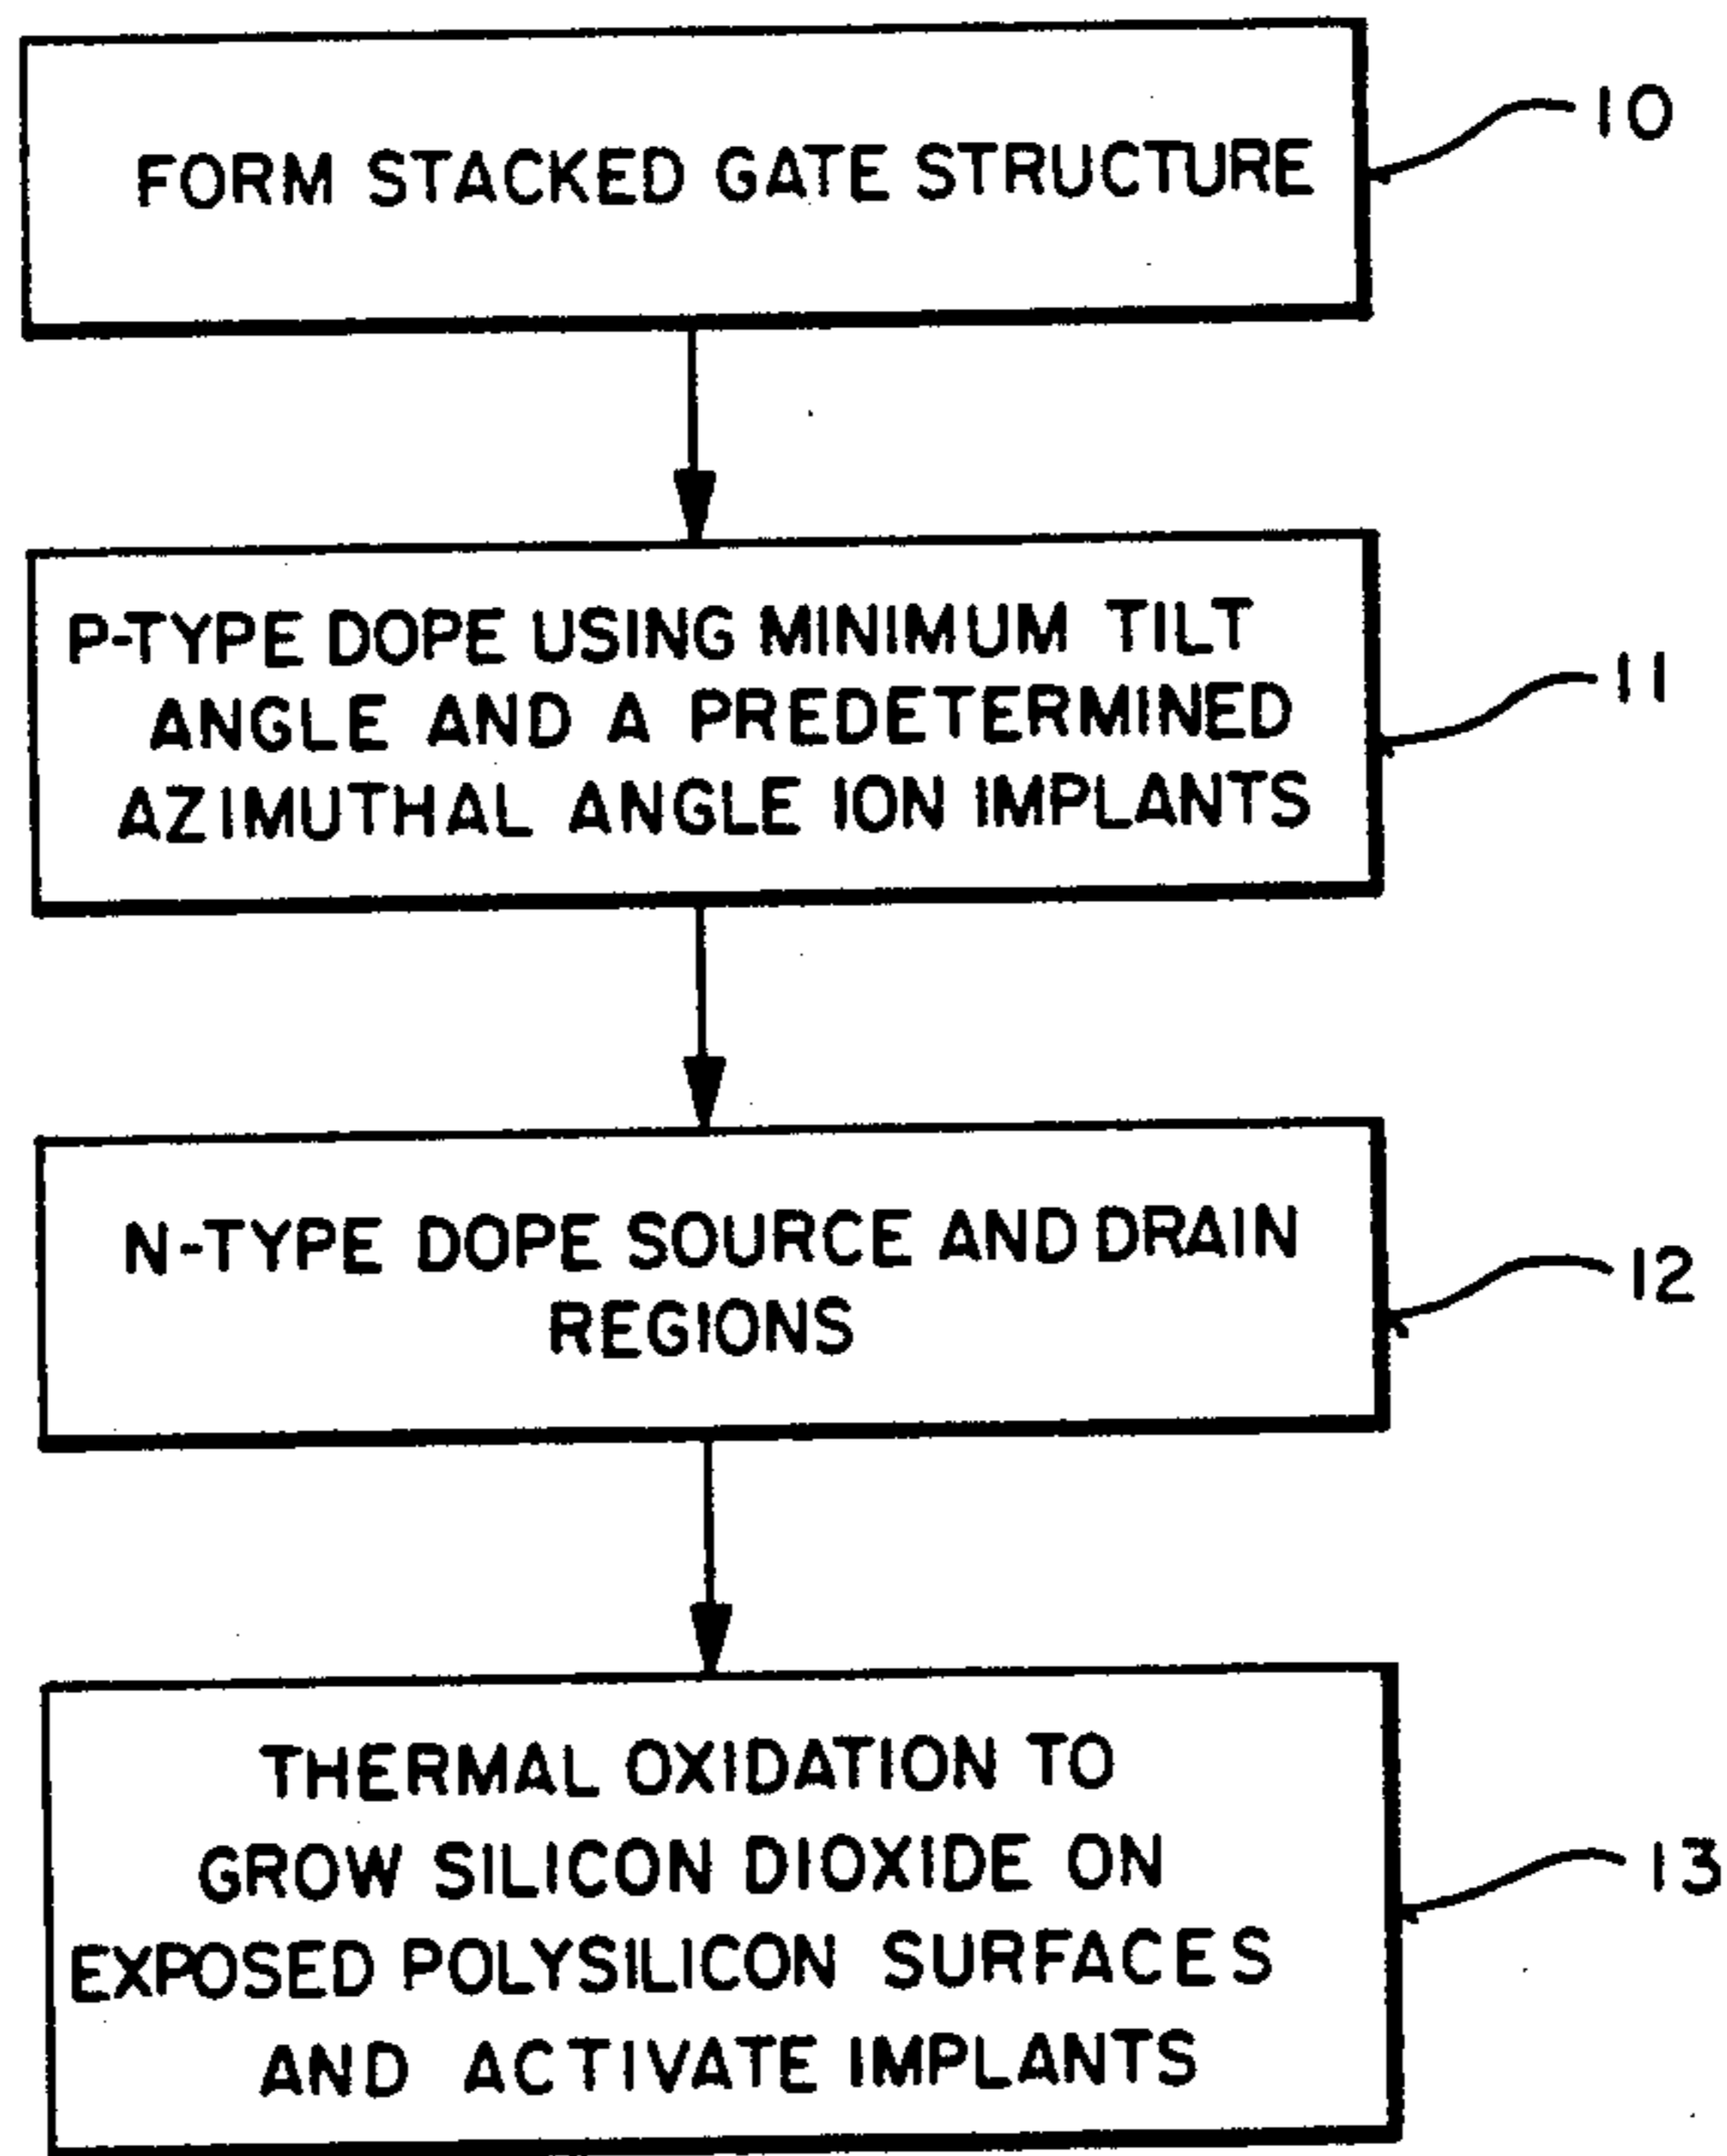 FORM STACKED GATE STRUCTURE
10
P-TYPE DOPE USING MINIMUM TILT
ANGLE AND A PREDETERMINED
AZIMUTHAL ANGLE ION IMPLANTS
11
N-TYPE DOPE SOURCE AND DRAIN
REGIONS
12
THERMAL OXIDATION TO
GROW SILICON DIOXIDE ON
EXPOSED POLYSILICON SURFACES
AND ACTIVATE IMPLANTS
13